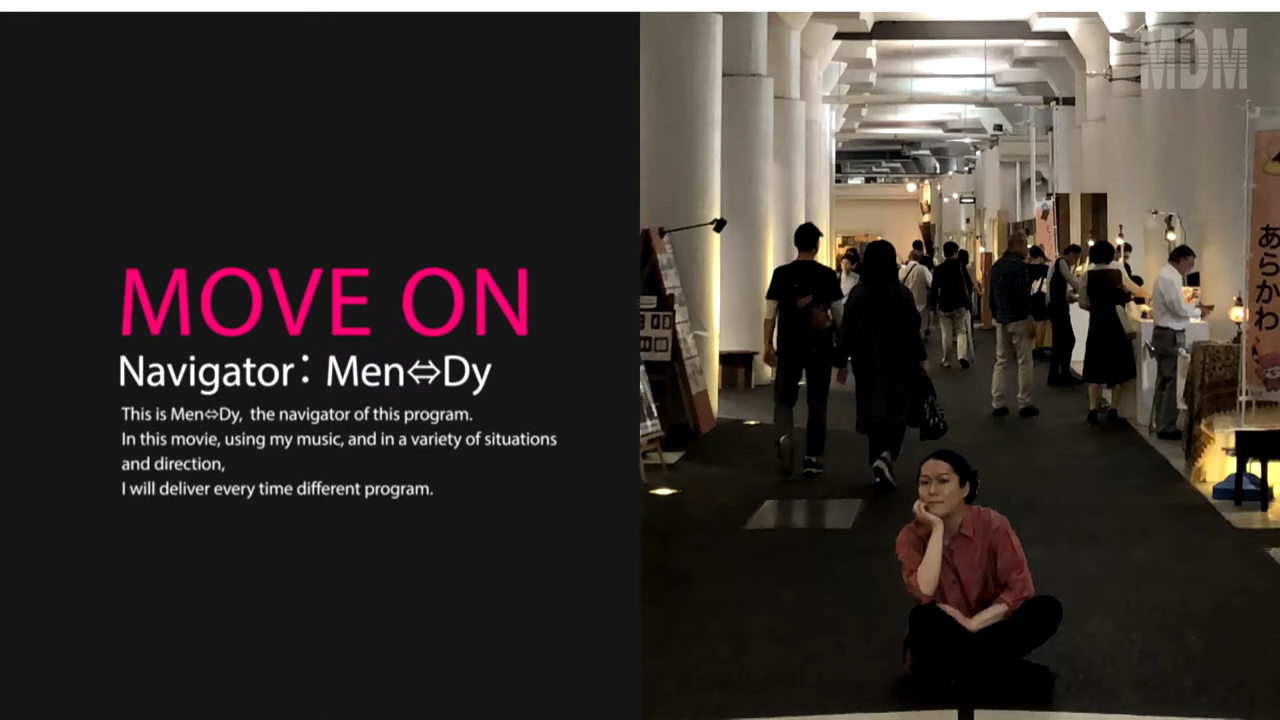 MOVE ON
Navigator：Men⇔Dy
This is Men⇔Dy,  the navigator of this program.
In this movie, using my music, and in a variety of situations
and direction,
I will deliver every time different program.
MDM
あらかわ